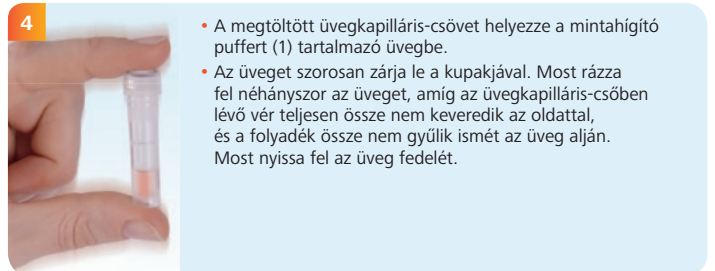 4
• A megtöltött üvegkapilláris-csövet helyezze a mintahígító
puffert (1) tartalmazó üvegbe.
• Az üveget szorosan zárja le a kupakjával. Most rázza
fel néhányszor az üveget, amíg az üvegkapilláris-csőben
lévő vér teljesen össze nem keveredik az oldattal,
és a folyadék össze nem gyűlik ismét az üveg alján.
Most nyissa fel az üveg fedelét.